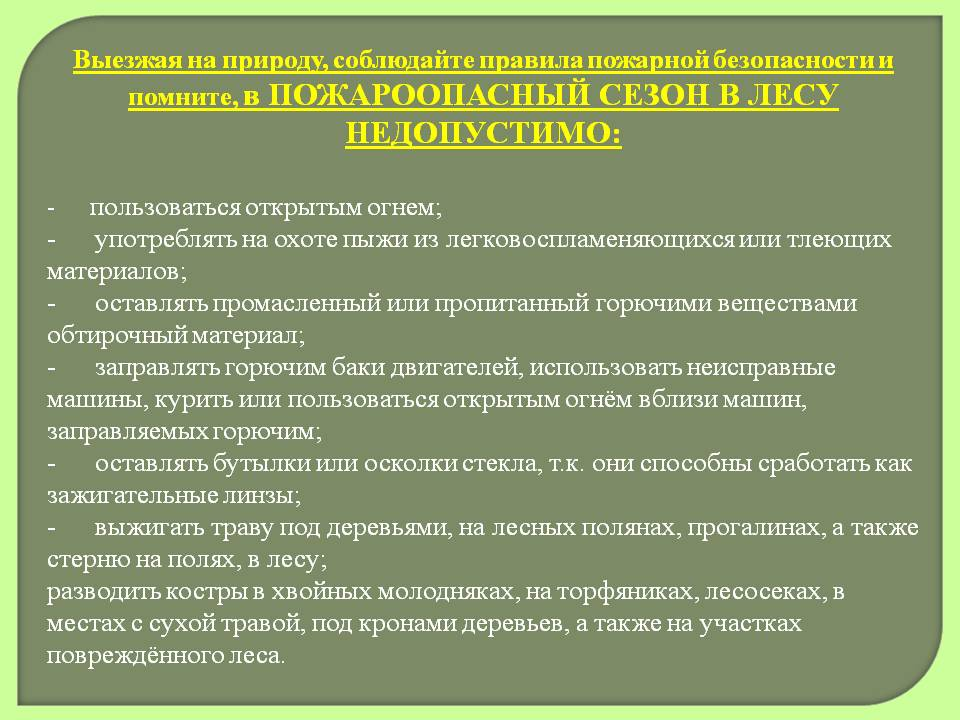 Выезжая на природу, соблюдайте правила пожарной безопасности и
помните, в ПОЖАРООПАСНЫЙ СЕЗОН В ЛЕСУ
НЕДОПУСТИМО:
- пользоваться открытым огнем;
- употреблять на охоте пыжи из легковоспламеняющихся или тлеющих
материалов;
- оставлять промасленный или пропитанный горючими веществами
обтирочный материал;
- заправлять горючим баки двигателей, использовать неисправные
машины, курить или пользоваться открытым огнём вблизи машин,
заправляемых горючим;
- оставлять бутылки или осколки стекла, т.к. они способны сработать как
зажигательные линзы;
- выжигать траву под деревьями, на лесных полянах, прогалинах, а также
стерню на полях, в лесу;
разводить костры в хвойных молодняках, на торфяниках, лесосеках, в
местах с сухой травой, под кронами деревьев, а также на участках
повреждённого леса.